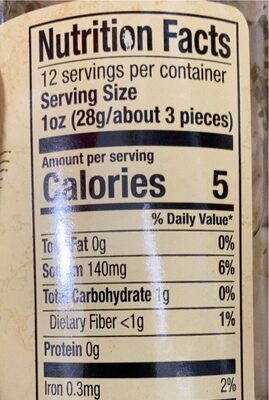 Nutrition Facts
12 servings per container
Serving Size
1oz (28g/about 3 pieces)
Amount per serving
Calories 5
% Daily Value*
Total Fat 0g 0%
Sodium 140mg 6%
Total Carbohydrate 1g 0%
Dietary Fiber <1g 1%
Protein 0g
Iron 0.3mg 2%